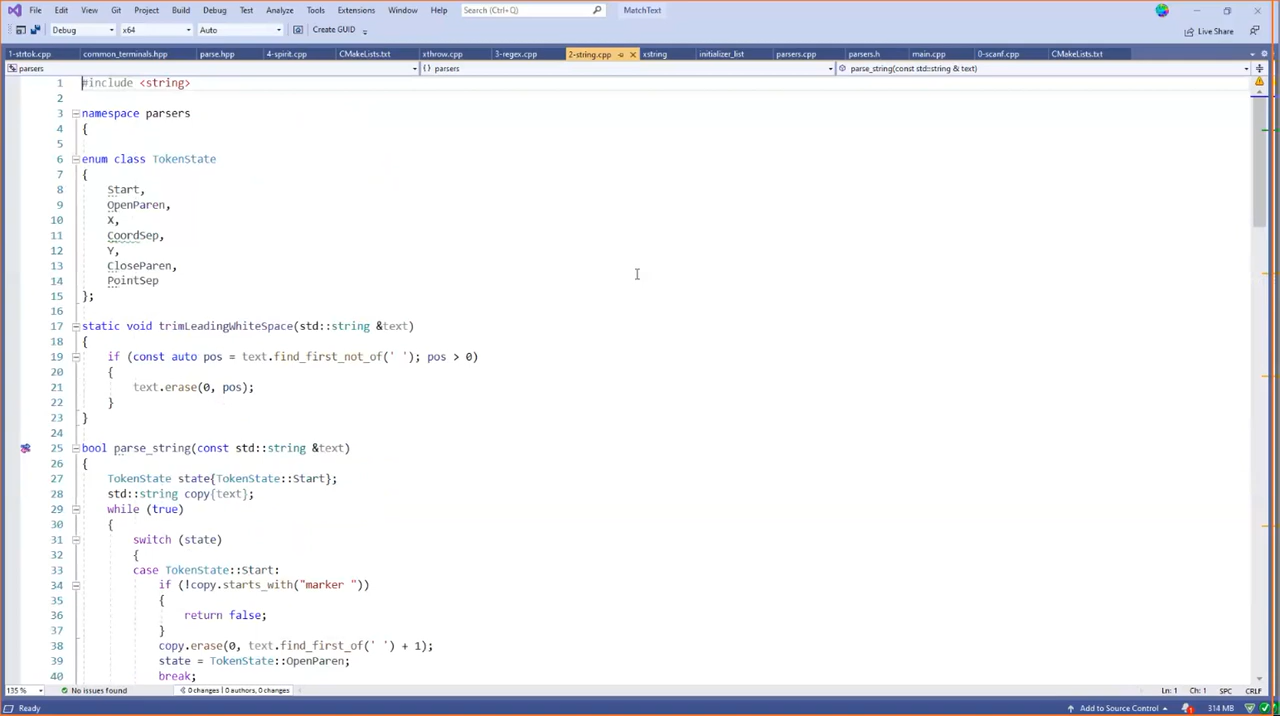 File Edit View Git Project Build Debug Test Analyze Tools Extensions Window Help Search (Ctrl+Q) MatchText
Debug x64 Auto Create GUID Live Share
1-strtok.cpp common_terminals.hpp parse.hpp 4-spirit.cpp CMakeLists.txt xthrow.cpp 3-regex.cpp 2-string.cpp xstring initializer_list parsers.cpp parsers.h main.cpp 0-scanf.cpp CMakeLists.txt
parsers {} parsers parse_string(const std::string & text)
1 #include <string>
2
3 namespace parsers
4 {
5
6 enum class TokenState
7 {
8 Start,
9 OpenParen,
10 X,
11 CoordSep,
12 Y,
13 CloseParen,
14 PointSep
15 };
16
17 static void trimLeadingWhiteSpace(std::string &text)
18 {
19 if (const auto pos = text.find_first_not_of(' '); pos > 0)
20 {
21 text.erase(0, pos);
22 }
23 }
24
25 bool parse_string(const std::string &text)
26 {
27 TokenState state{TokenState::Start};
28 std::string copy{text};
29 while (true)
30 {
31 switch (state)
32 {
33 case TokenState::Start:
34 if (!copy.starts_with("marker "))
35 {
36 return false;
37 }
38 copy.erase(0, text.find_first_of(' ') + 1);
39 state = TokenState::OpenParen;
40 break;
135 % No issues found 0 changes | 0 authors, 0 changes Ln: 1 Ch: 1 SPC CRLF
Ready Add to Source Control 1 314 MB